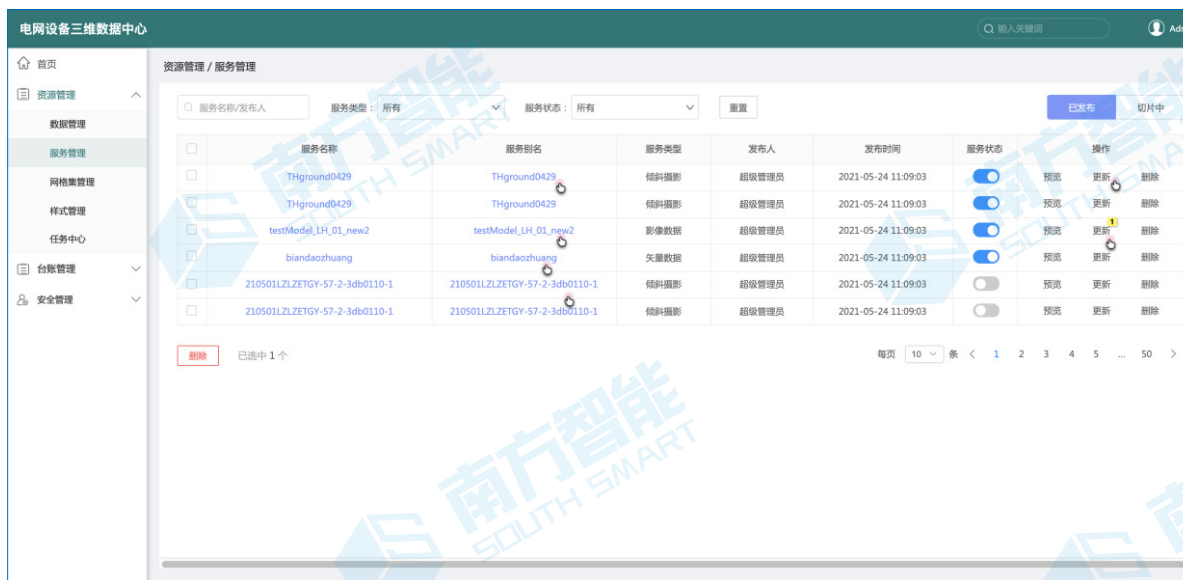 电网设备三维数据中心 输入关键词 Adm
首页
资源管理
数据管理
服务管理
网格集管理
样式管理
任务中心
台账管理
安全管理
资源管理 / 服务管理
服务名称/发布人 服务类型： 所有 服务状态： 所有 重置 已发布 切片中
服务名称 服务别名 服务类型 发布人 发布时间 服务状态 操作
THground0429 THground0429 倾斜摄影 超级管理员 2021-05-24 11:09:03 预览 更新 删除
THground0429 THground0429 倾斜摄影 超级管理员 2021-05-24 11:09:03 预览 更新 删除
testModel_LH_01_new2 testModel_LH_01_new2 影像数据 超级管理员 2021-05-24 11:09:03 预览 更新 1 删除
biandaozhuang biandaozhuang 矢量数据 超级管理员 2021-05-24 11:09:03 预览 更新 删除
210501LZLZETGY-57-2-3db0110-1 210501LZLZETGY-57-2-3db0110-1 倾斜摄影 超级管理员 2021-05-24 11:09:03 预览 更新 删除
210501LZLZETGY-57-2-3db0110-1 210501LZLZETGY-57-2-3db0110-1 倾斜摄影 超级管理员 2021-05-24 11:09:03 预览 更新 删除
删除 已选中 1 个 每页 10 条 1 2 3 4 5 ... 50
南方智能
SOUTH SMART